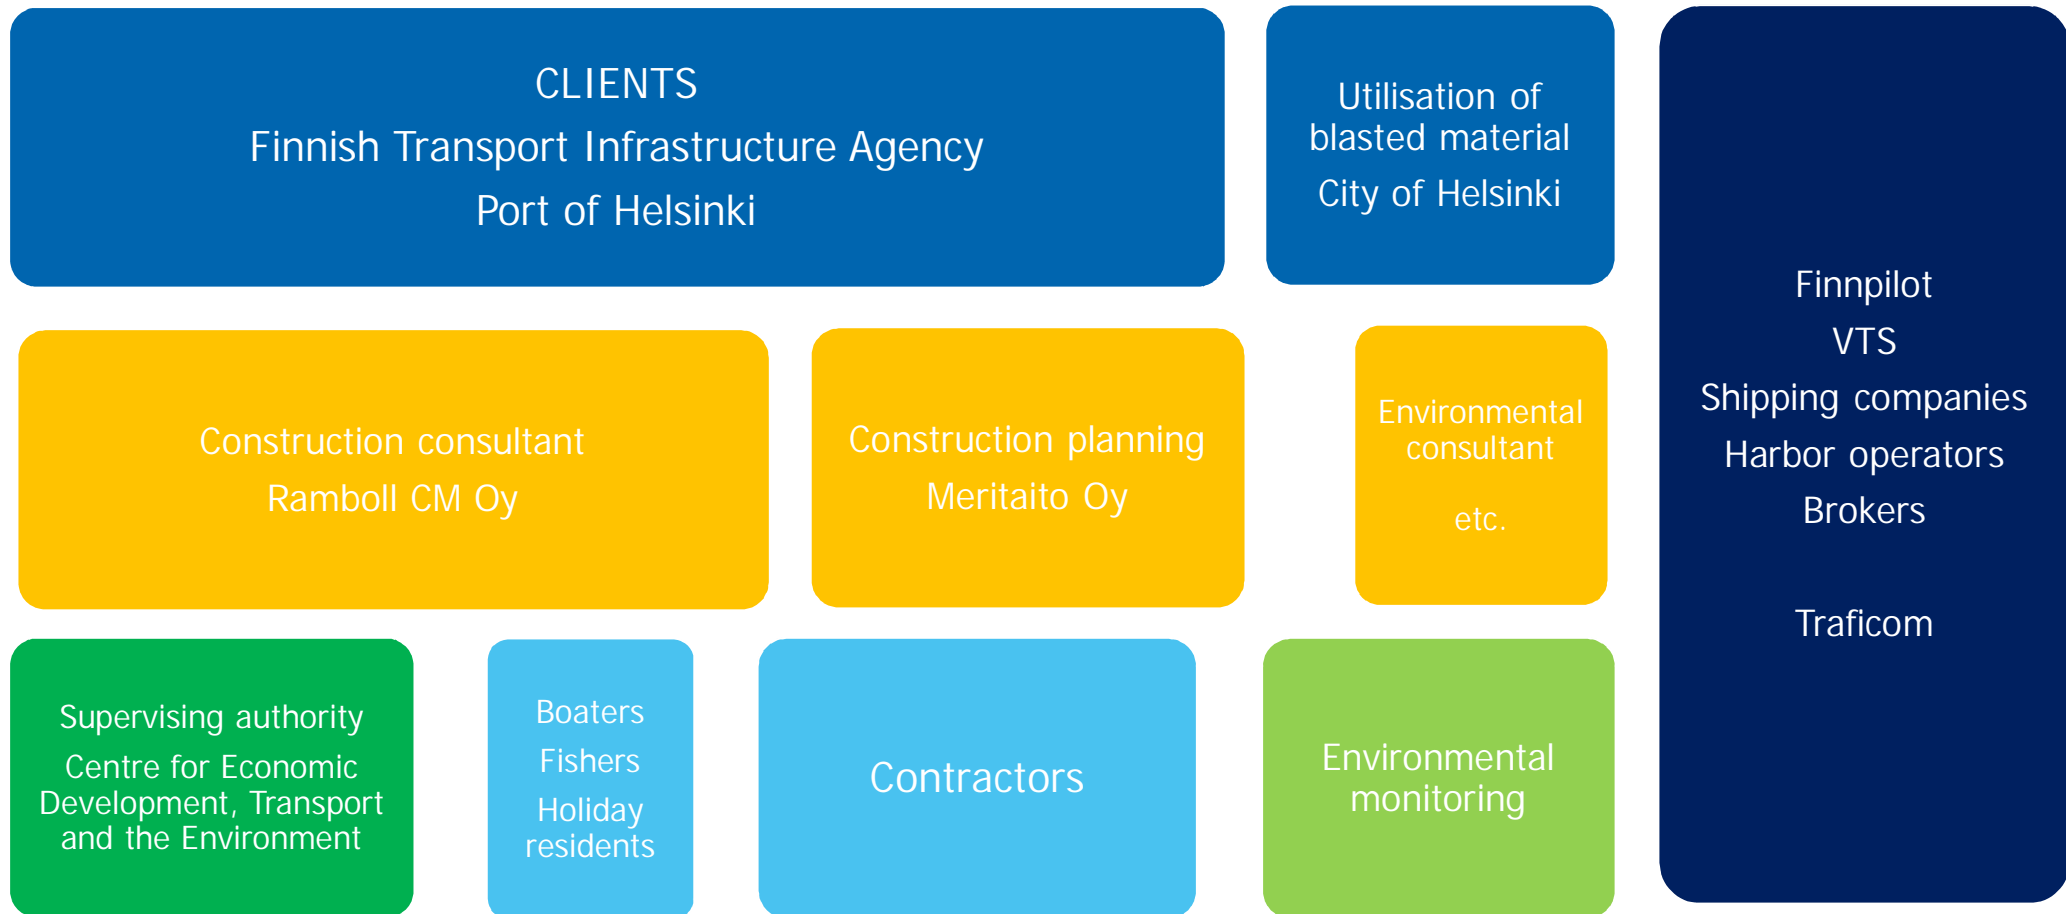 CLIENTS
Finnish Transport Infrastructure Agency
Port of Helsinki
Utilisation of
blasted material
City of Helsinki
Finnpilot
VTS
Shipping companies
Harbor operators
Brokers
Traficom
Construction consultant
Ramboll CM Oy
Construction planning
Meritaito Oy
Environmental
consultant
etc.
Supervising authority
Centre for Economic
Development, Transport
and the Environment
Boaters
Fishers
Holiday
residents
Contractors
Environmental
monitoring